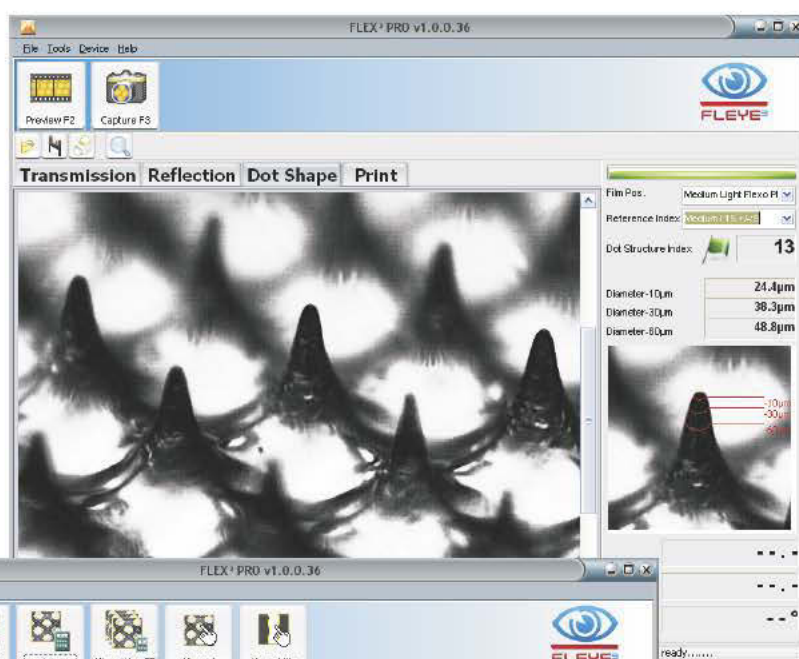 FLEX³ PRO v1.0.0.36
File Tools Device Help
Preview F2 Capture F3
FLEYE³
Transmission Reflection Dot Shape Print
Film Pos. Medium Light Flexo Pl
Reference Index
Dot Structure Index 13
Diameter-10µm 24.4µm
Diameter-30µm 38.3µm
Diameter-60µm 48.8µm
-10µm
-30µm
--.-
--.-
--°
ready.......
FLEX³ PRO v1.0.0.36
FLEYE³